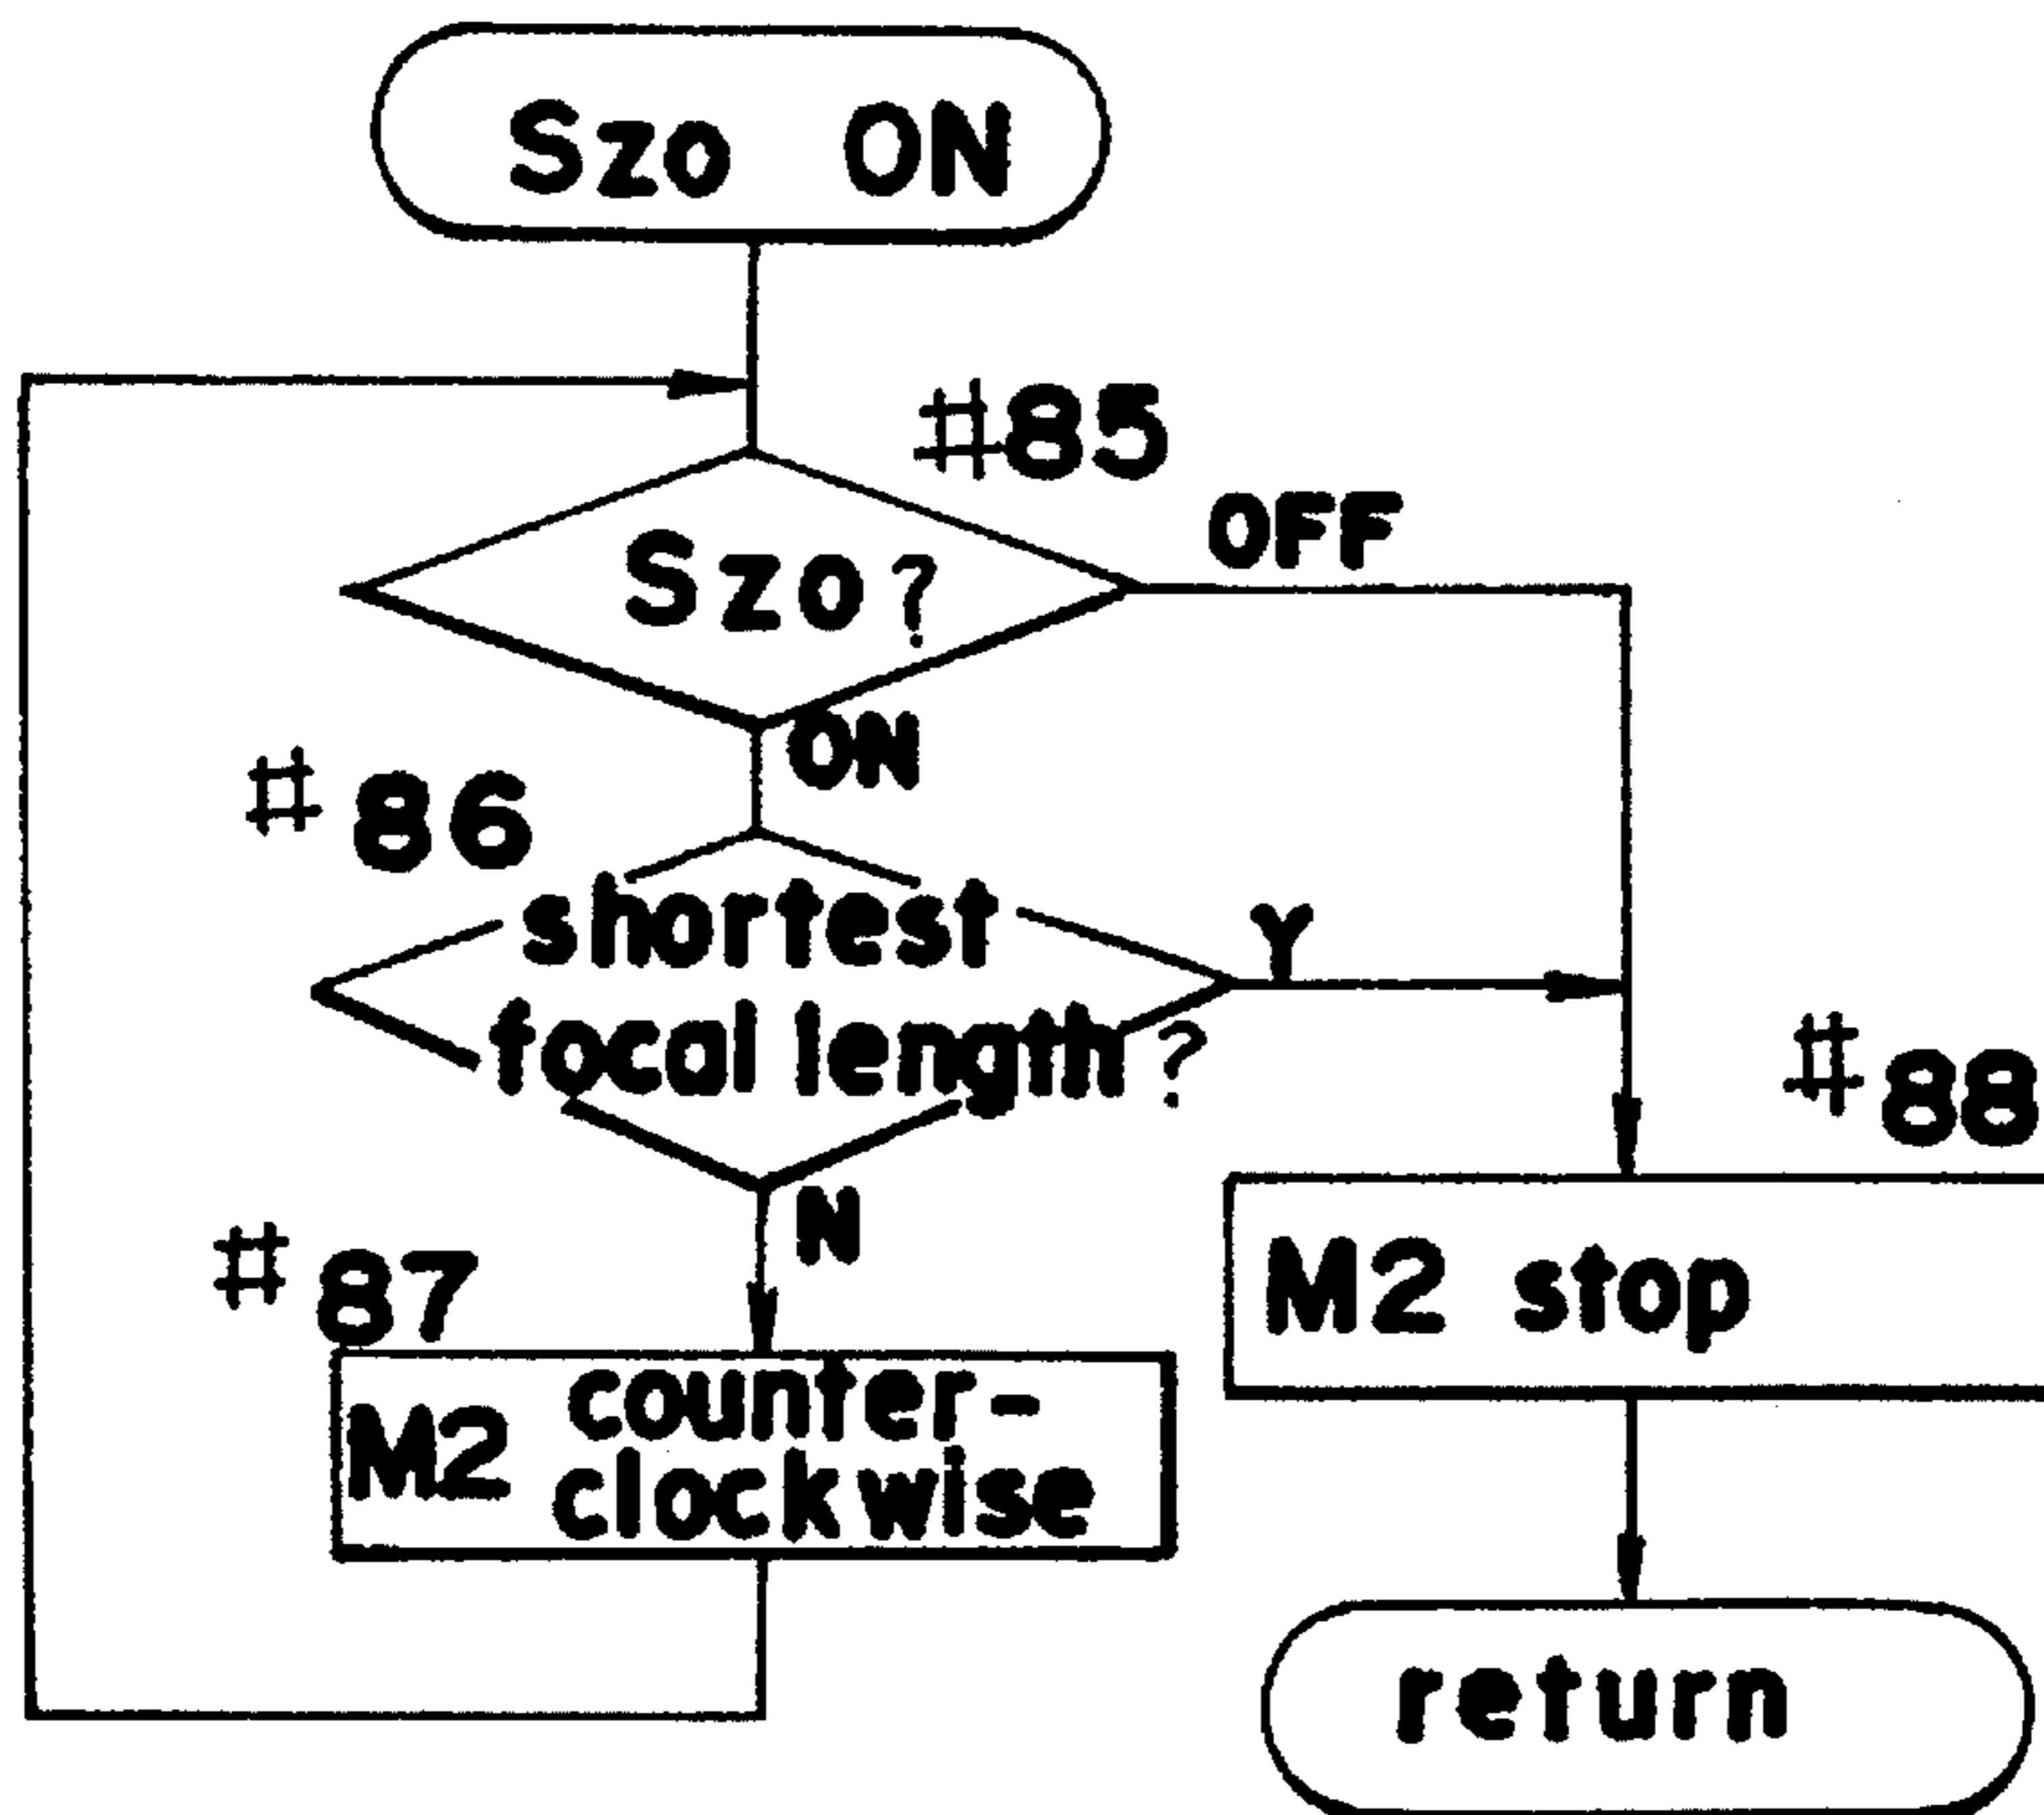 Szo ON
#85
Szo?
OFF
ON
#86
shortest
focal length?
Y
N
#88
M2 stop
#87
M2 counter-
clockwise
return